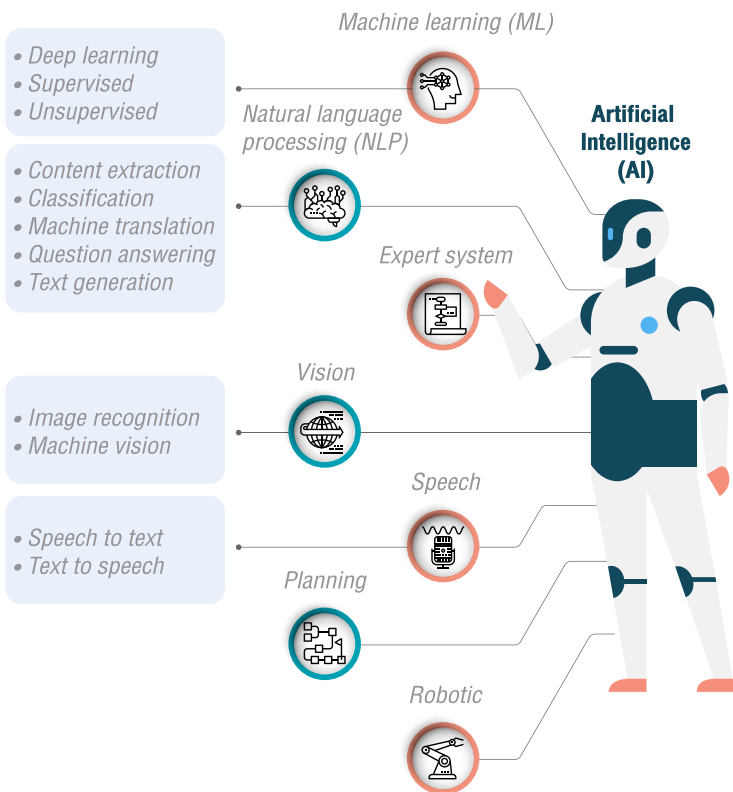 Machine learning (ML)
• Deep learning
• Supervised
• Unsupervised
Artificial
Intelligence
(AI)
Natural language
processing (NLP)
• Content extraction
• Classification
• Machine translation
• Question answering
• Text generation
Expert system
Vision
• Image recognition
• Machine vision
Speech
• Speech to text
• Text to speech
Planning
Robotic